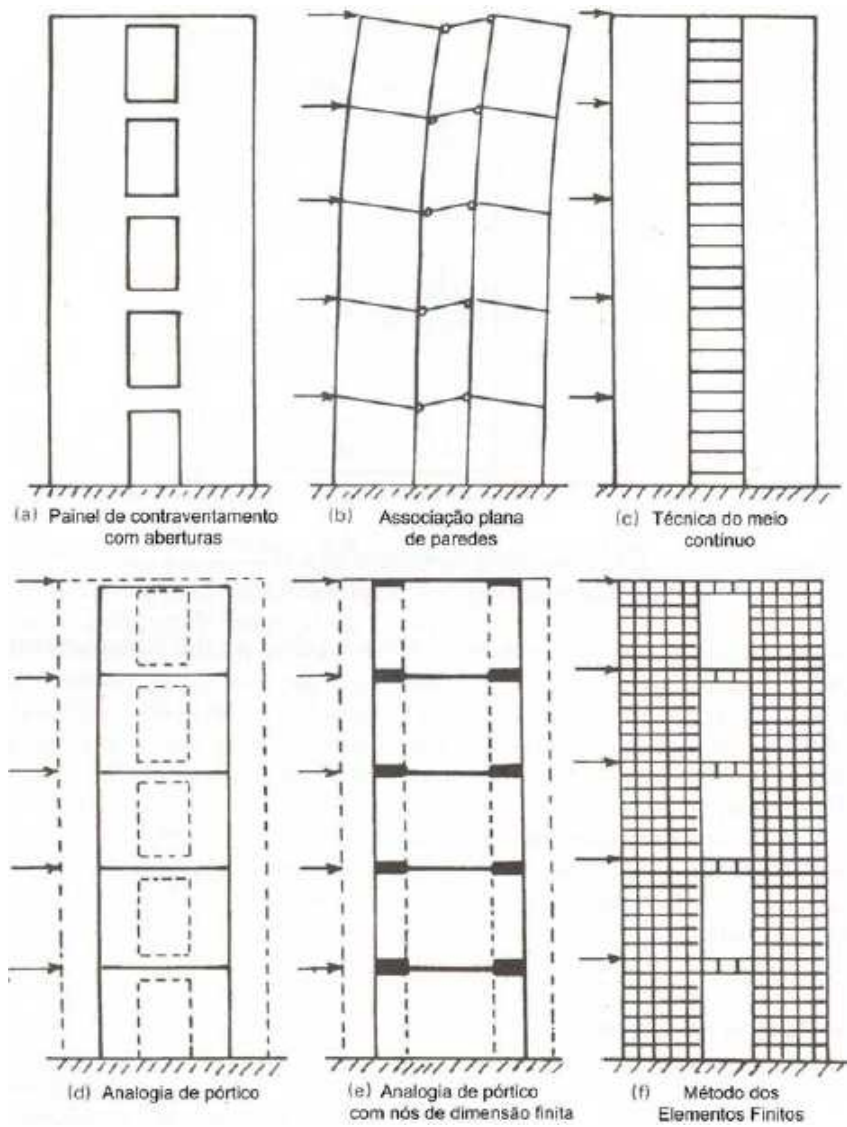 (a) Painel de contraventamento
com aberturas
(b) Associação plana
de paredes
(c) Técnica do meio
contínuo
(d) Analogia de pórtico
(e) Analogia de pórtico
com nós de dimensão finita
(f) Método dos
Elementos Finitos